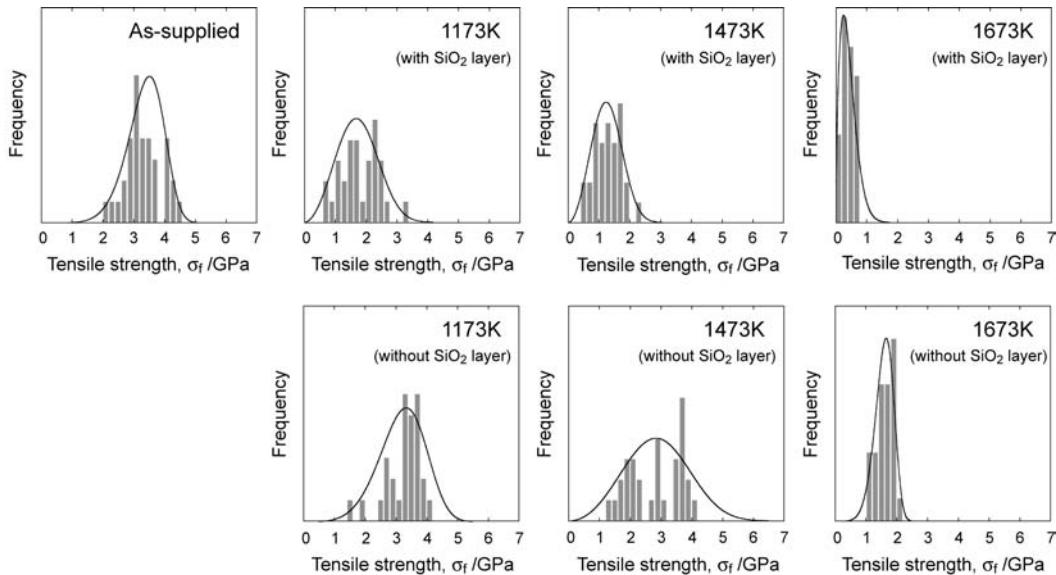 As-supplied
Frequency
0 1 2 3 4 5 6 7
Tensile strength, σf /GPa
1173K
(with SiO2 layer)
Frequency
0 1 2 3 4 5 6 7
Tensile strength, σf /GPa
1473K
(with SiO2 layer)
Frequency
0 1 2 3 4 5 6 7
Tensile strength, σf /GPa
1673K
(with SiO2 layer)
Frequency
0 1 2 3 4 5 6 7
Tensile strength, σf /GPa
1173K
(without SiO2 layer)
Frequency
0 1 2 3 4 5 6 7
Tensile strength, σf /GPa
1473K
(without SiO2 layer)
Frequency
0 1 2 3 4 5 6 7
Tensile strength, σf /GPa
1673K
(without SiO2 layer)
Frequency
0 1 2 3 4 5 6 7
Tensile strength, σf /GPa